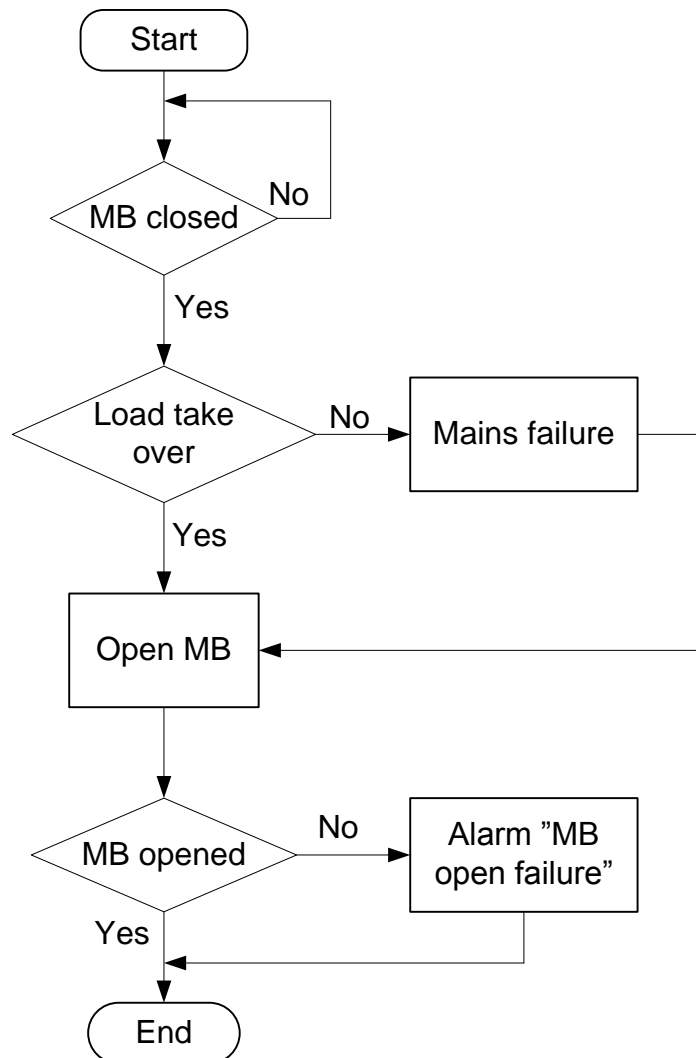 Start
No
MB closed
Yes
Load take
over
No
Mains failure
Yes
Open MB
No
MB opened
Alarm ”MB
open failure”
Yes
End